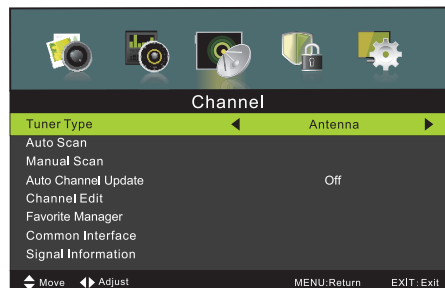 Channel
Tuner Type Antenna
Auto Scan
Manual Scan
Auto Channel Update Off
Channel Edit
Favorite Manager
Common Interface
Signal Information
Move Adjust MENU:Return EXIT:Exit